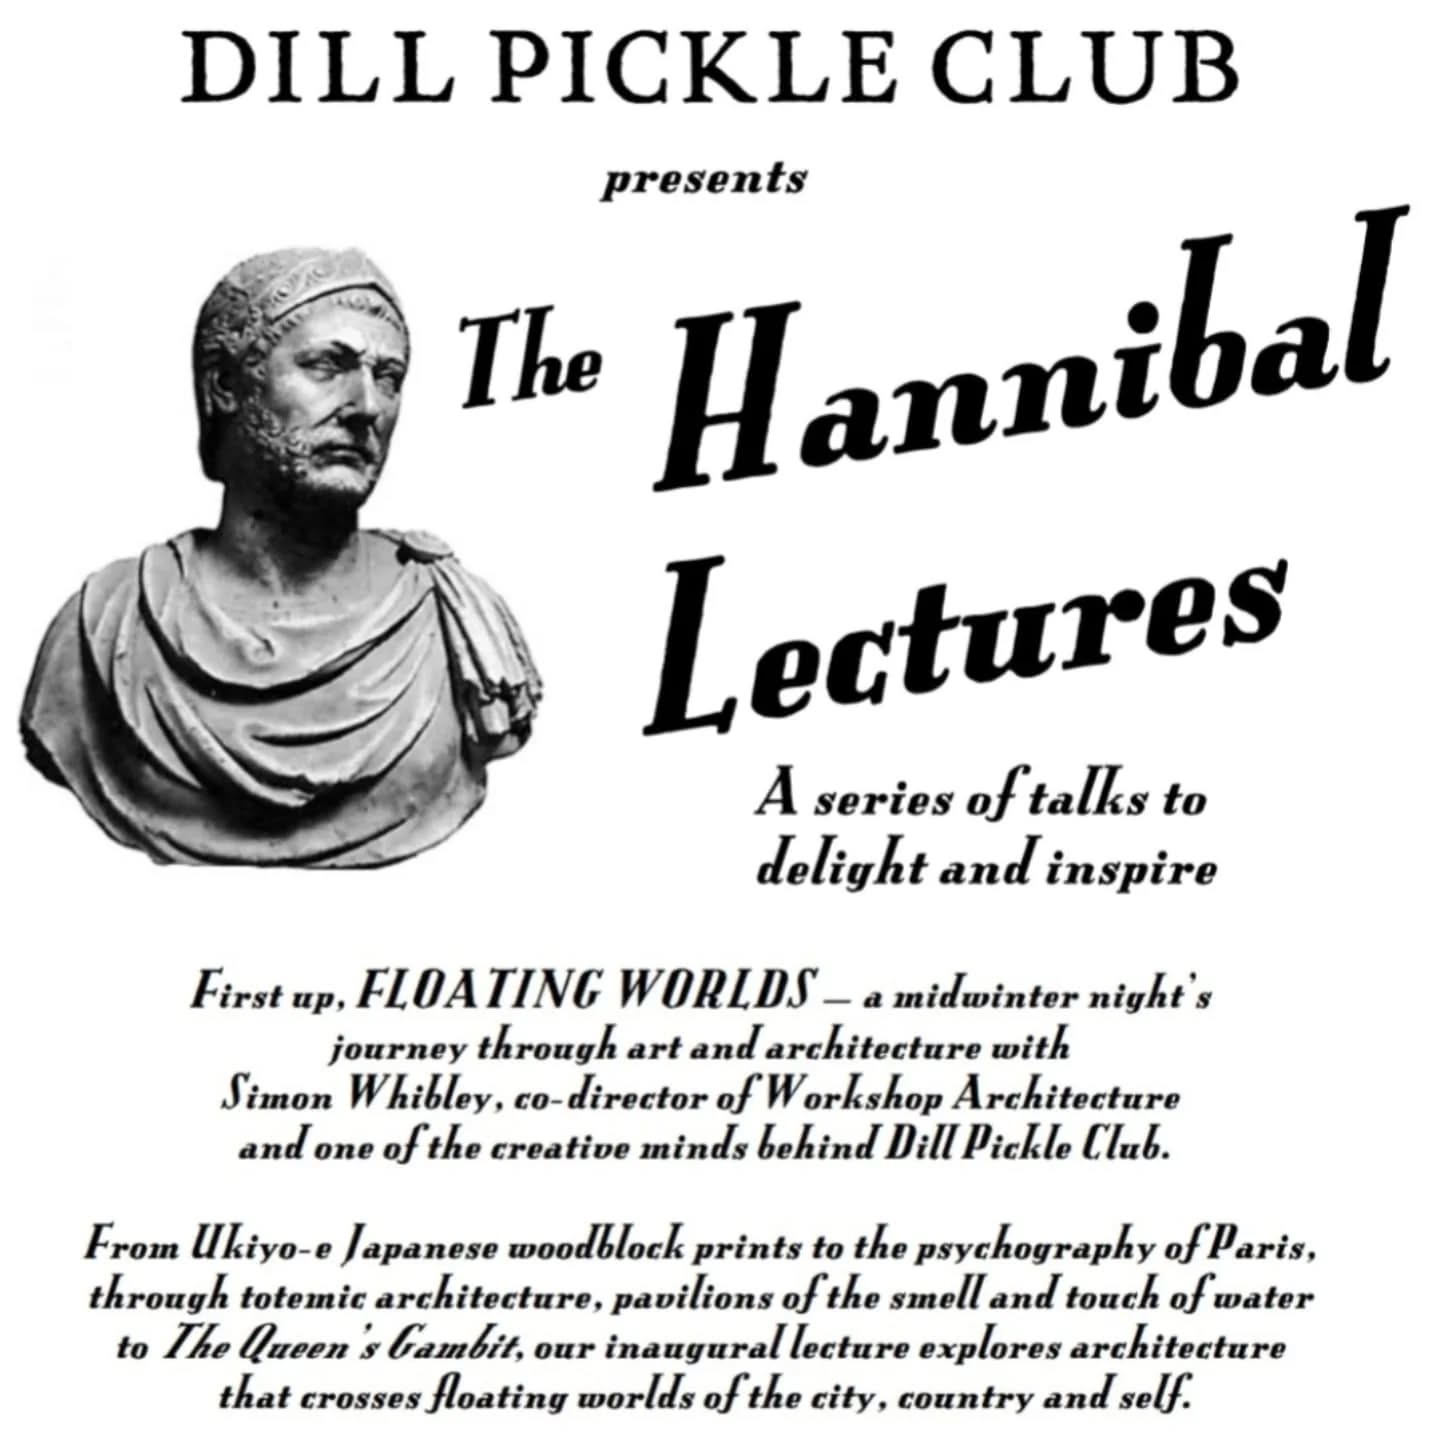 DILL PICKLE CLUB
presents
The Hannibal
Lectures
A series of talks to
delight and inspire
First up, FLOATING WORLDS – a midwinter night's
journey through art and architecture with
Simon Whibley, co-director of Workshop Architecture
and one of the creative minds behind Dill Pickle Club.
From Ukiyo-e Japanese woodblock prints to the psychography of Paris,
through totemic architecture, pavilions of the smell and touch of water
to The Queen's Gambit, our inaugural lecture explores architecture
that crosses floating worlds of the city, country and self.